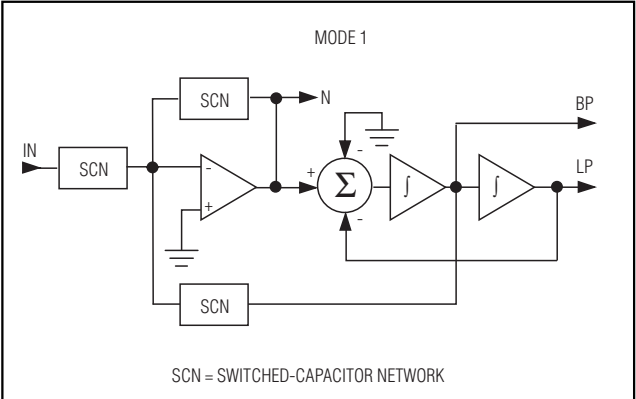 MODE 1
SCN
N
BP
IN
SCN
-
+
+
-
Σ
-
∫
∫
LP
SCN
SCN = SWITCHED-CAPACITOR NETWORK